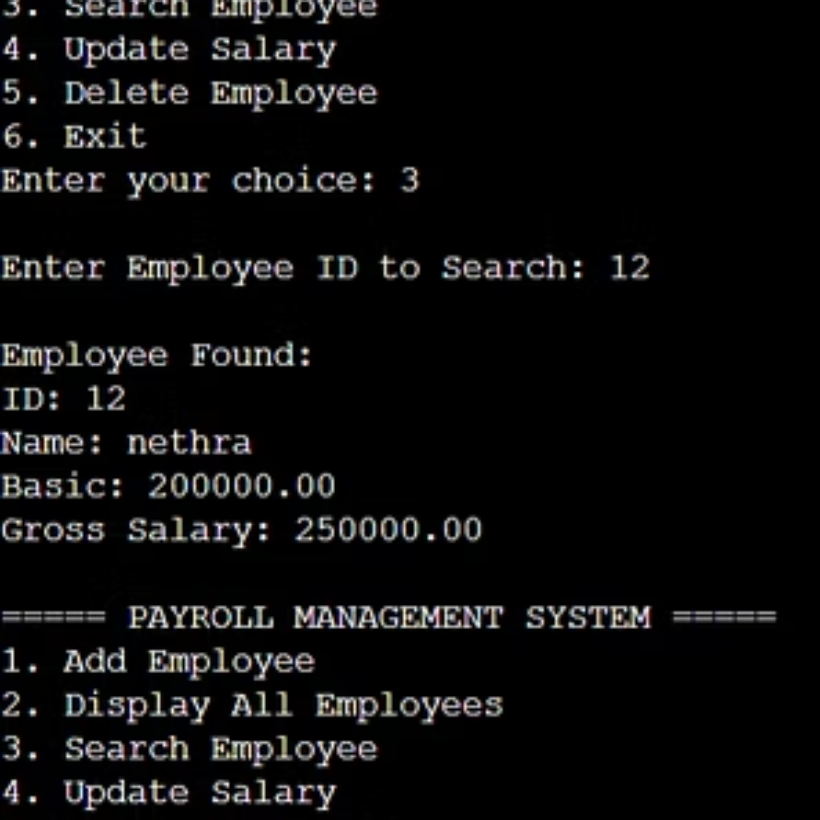 3. Search Employee
4. Update Salary
5. Delete Employee
6. Exit
Enter your choice: 3
Enter Employee ID to Search: 12
Employee Found:
ID: 12
Name: nethra
Basic: 200000.00
Gross Salary: 250000.00
===== PAYROLL MANAGEMENT SYSTEM =====
1. Add Employee
2. Display All Employees
3. Search Employee
4. Update Salary